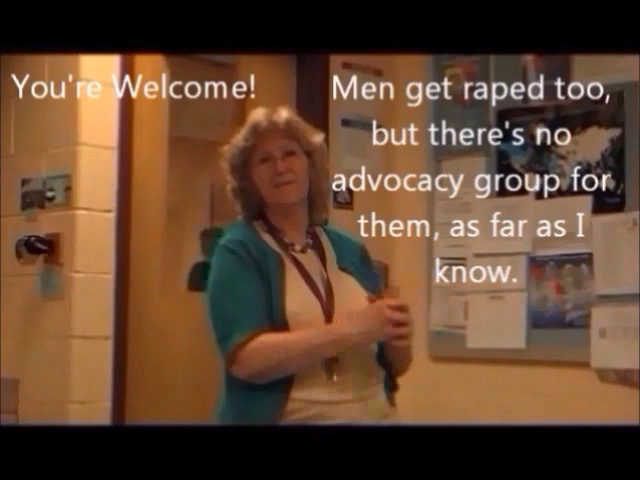 You're Welcome!
Men get raped too,
but there's no
advocacy group for
them, as far as I
know.